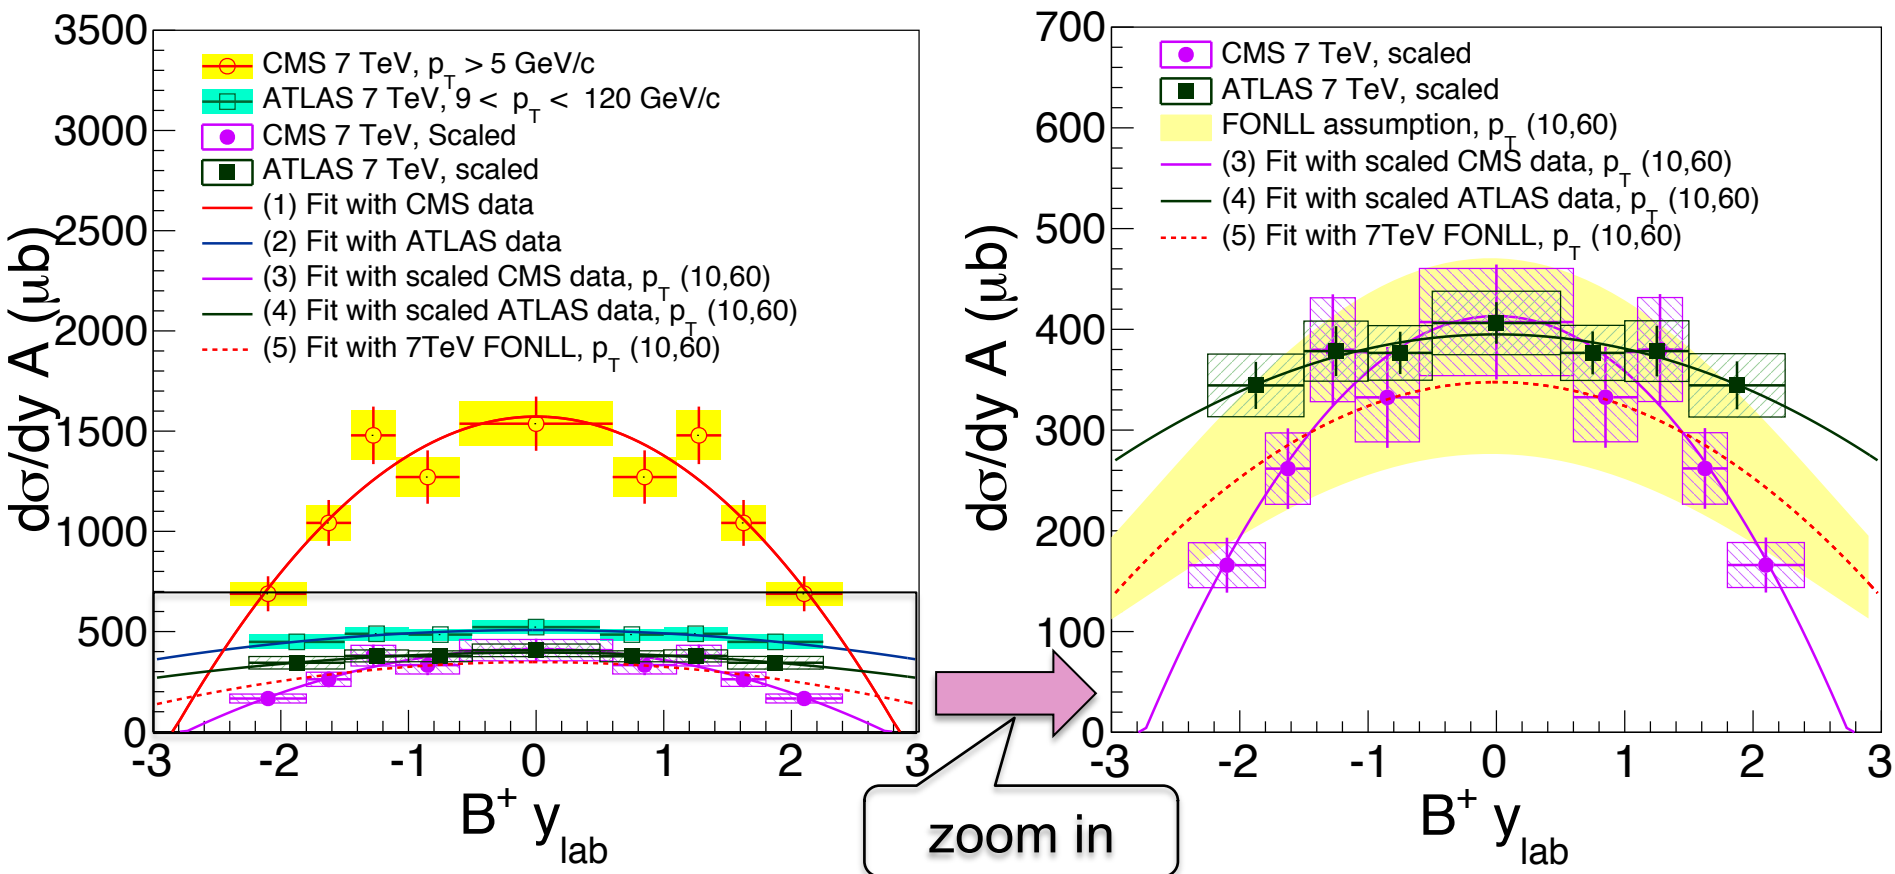 3500
3000
2500
2000
1500
1000
500
0
dσ/dy A (μb)
CMS 7 TeV, p_T > 5 GeV/c
ATLAS 7 TeV, 9 < p_T < 120 GeV/c
CMS 7 TeV, Scaled
ATLAS 7 TeV, scaled
(1) Fit with CMS data
(2) Fit with ATLAS data
(3) Fit with scaled CMS data, p_T (10,60)
(4) Fit with scaled ATLAS data, p_T (10,60)
(5) Fit with 7TeV FONLL, p_T (10,60)
-3 -2 -1 0 1 2 3
B⁺ y_lab
zoom in
700
600
500
400
300
200
100
0
dσ/dy A (μb)
CMS 7 TeV, scaled
ATLAS 7 TeV, scaled
FONLL assumption, p_T (10,60)
(3) Fit with scaled CMS data, p_T (10,60)
(4) Fit with scaled ATLAS data, p_T (10,60)
(5) Fit with 7TeV FONLL, p_T (10,60)
-3 -2 -1 0 1 2 3
B⁺ y_lab